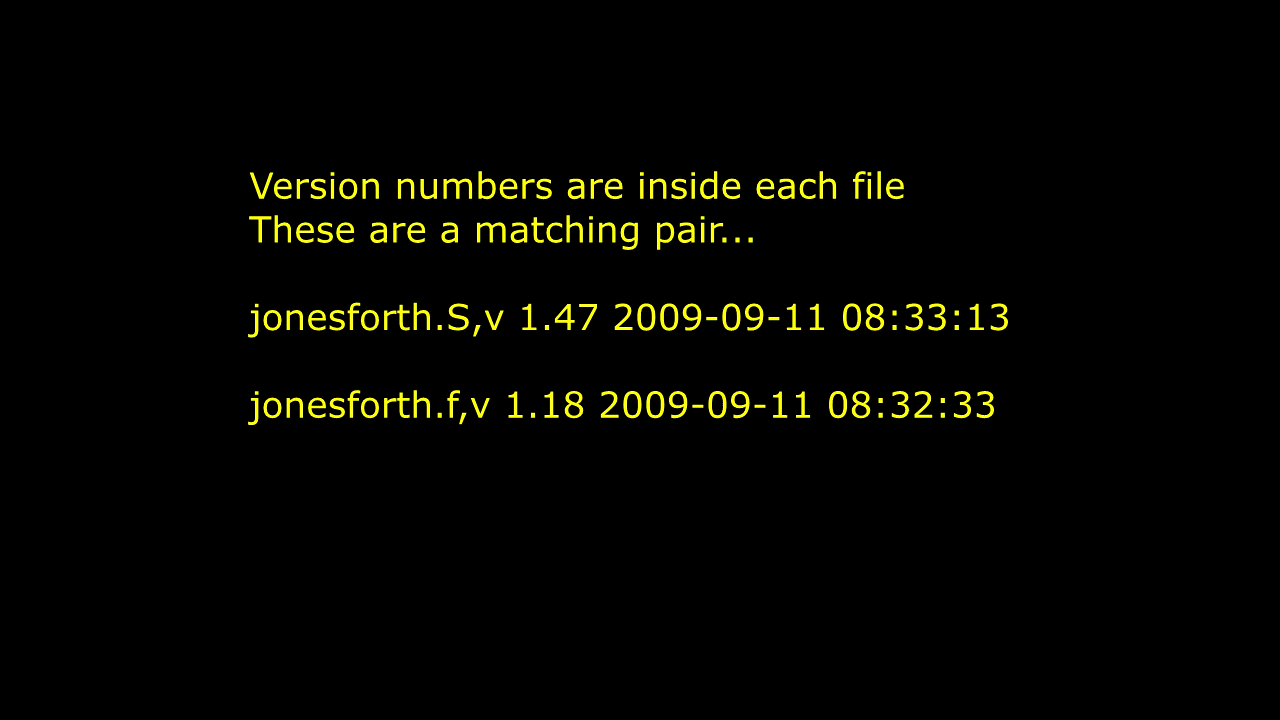 Version numbers are inside each file
These are a matching pair...
jonesforth.S,v 1.47 2009-09-11 08:33:13
jonesforth.f,v 1.18 2009-09-11 08:32:33